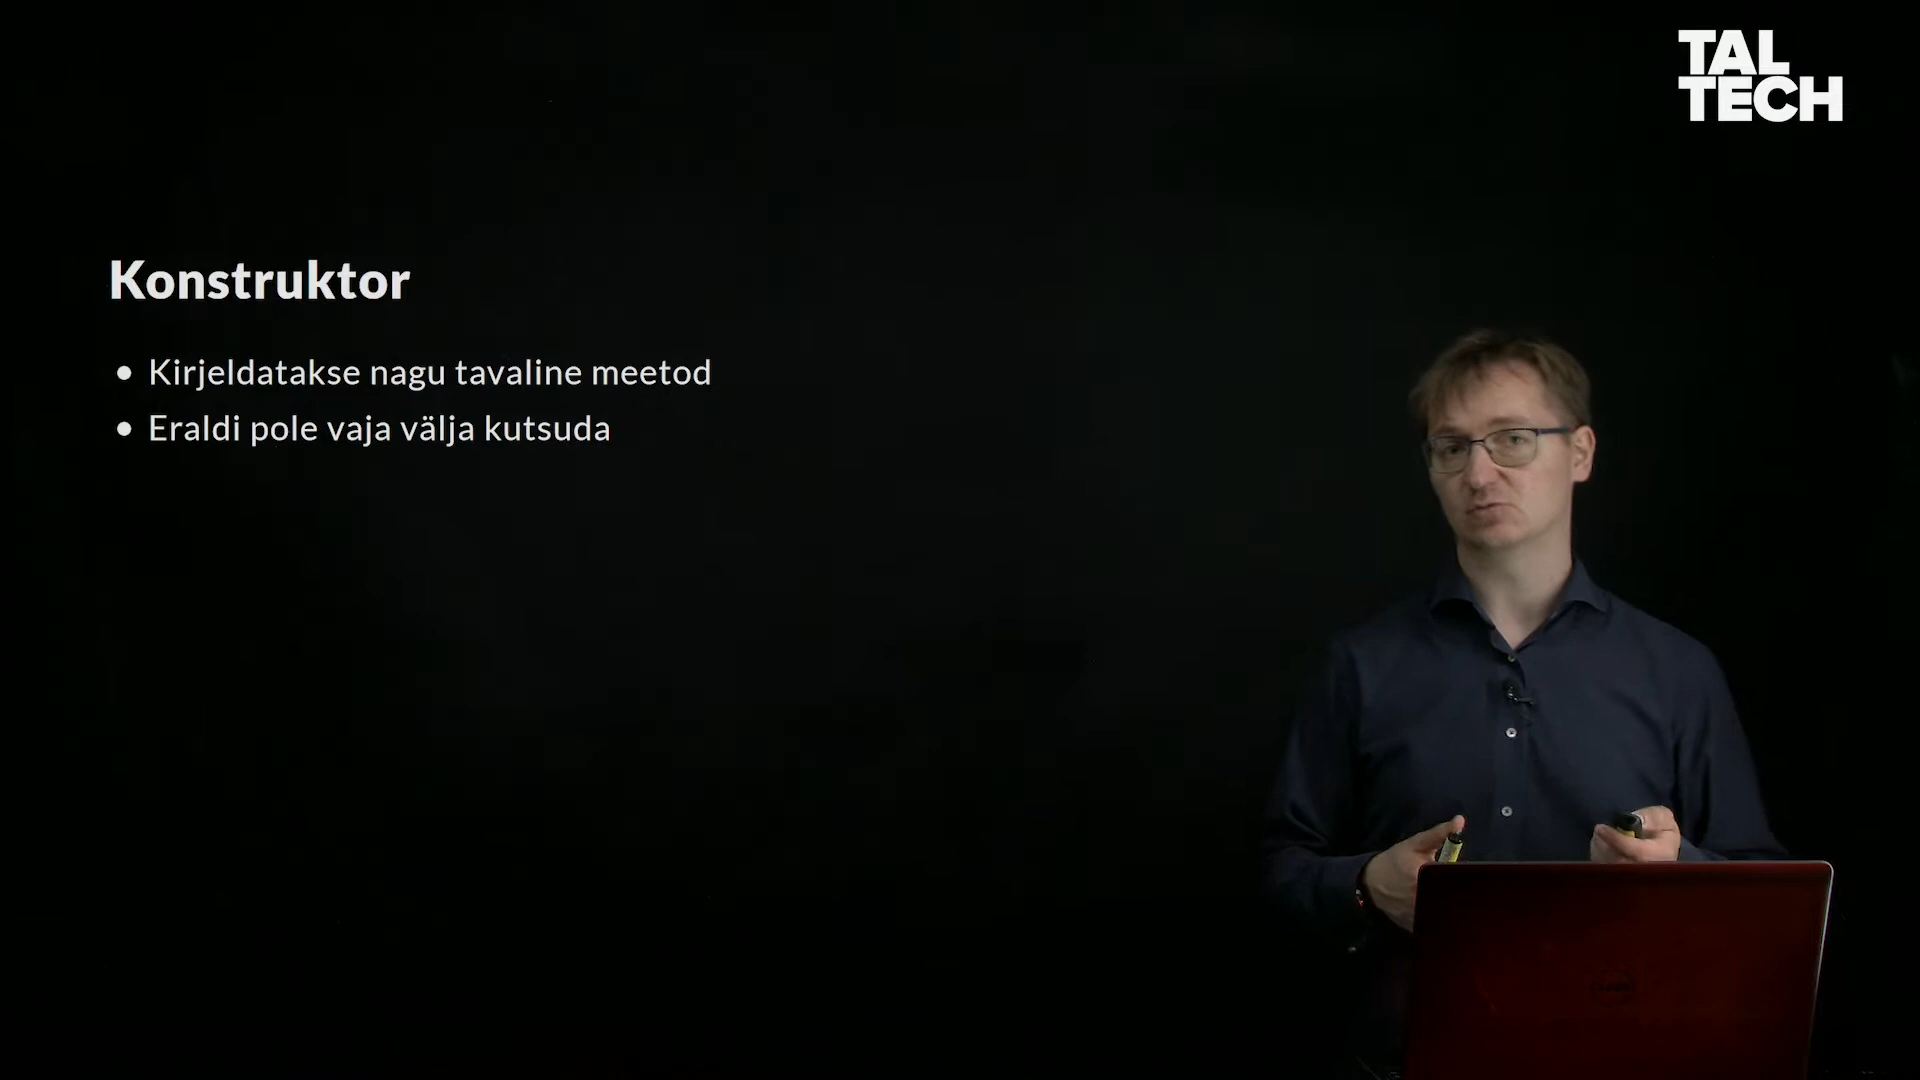 TAL
TECH
Konstruktor
• Kirjeldatakse nagu tavaline meetod
• Eraldi pole vaja välja kutsuda